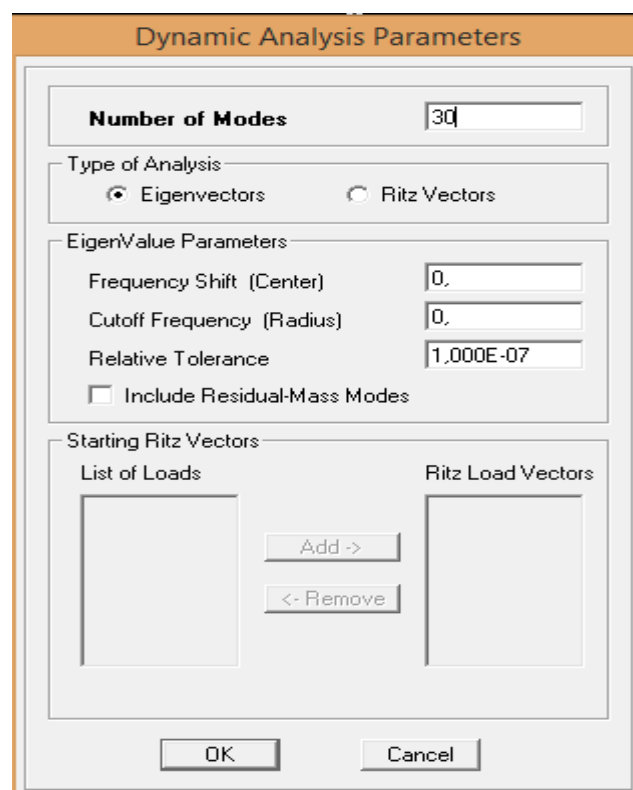 Dynamic Analysis Parameters
Number of Modes 30
Type of Analysis
Eigenvectors Ritz Vectors
EigenValue Parameters
Frequency Shift (Center) 0,
Cutoff Frequency (Radius) 0,
Relative Tolerance 1,000E-07
Include Residual-Mass Modes
Starting Ritz Vectors
List of Loads Ritz Load Vectors
Add ->
<- Remove
OK Cancel